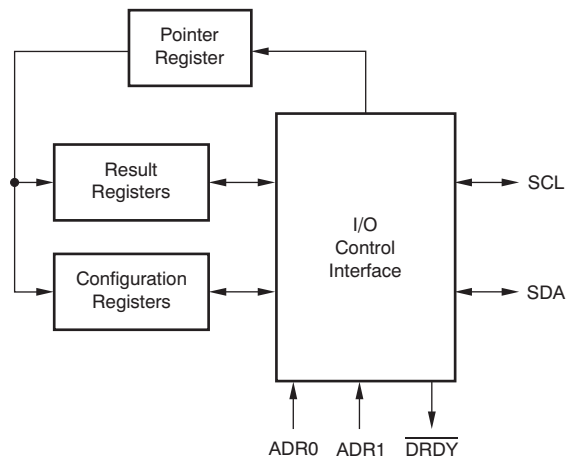 Pointer
Register
Result
Registers
I/O
Control
Interface
SCL
Configuration
Registers
SDA
ADR0
ADR1
DRDY